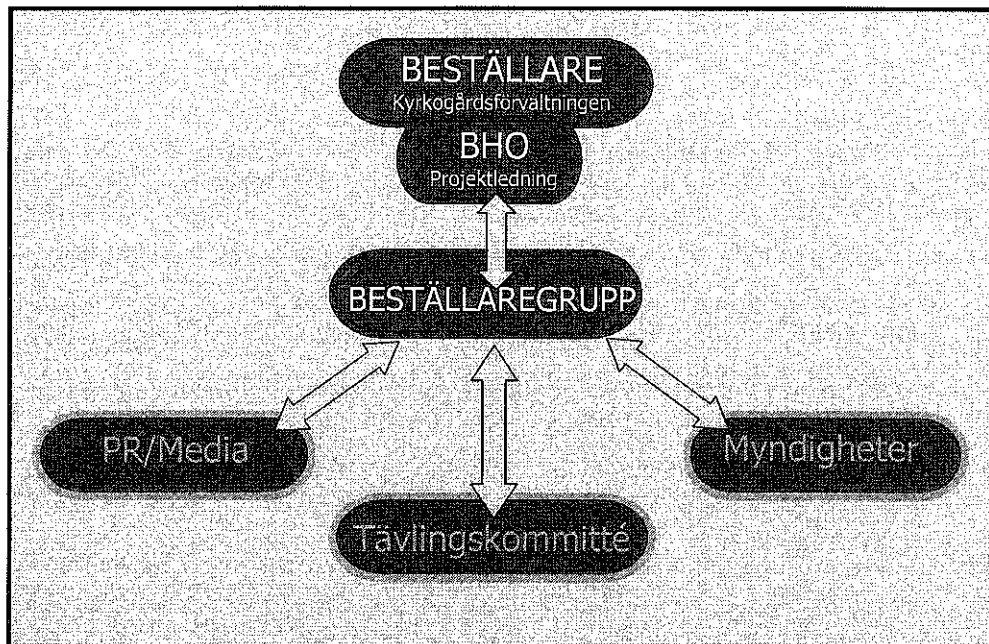 BESTÄLLARE
Kyrkogårdsförvaltningen
BHO
Projektledning
BESTÄLLAREGRUPP
PR/Media
Myndigheter
Tävlingskommitté